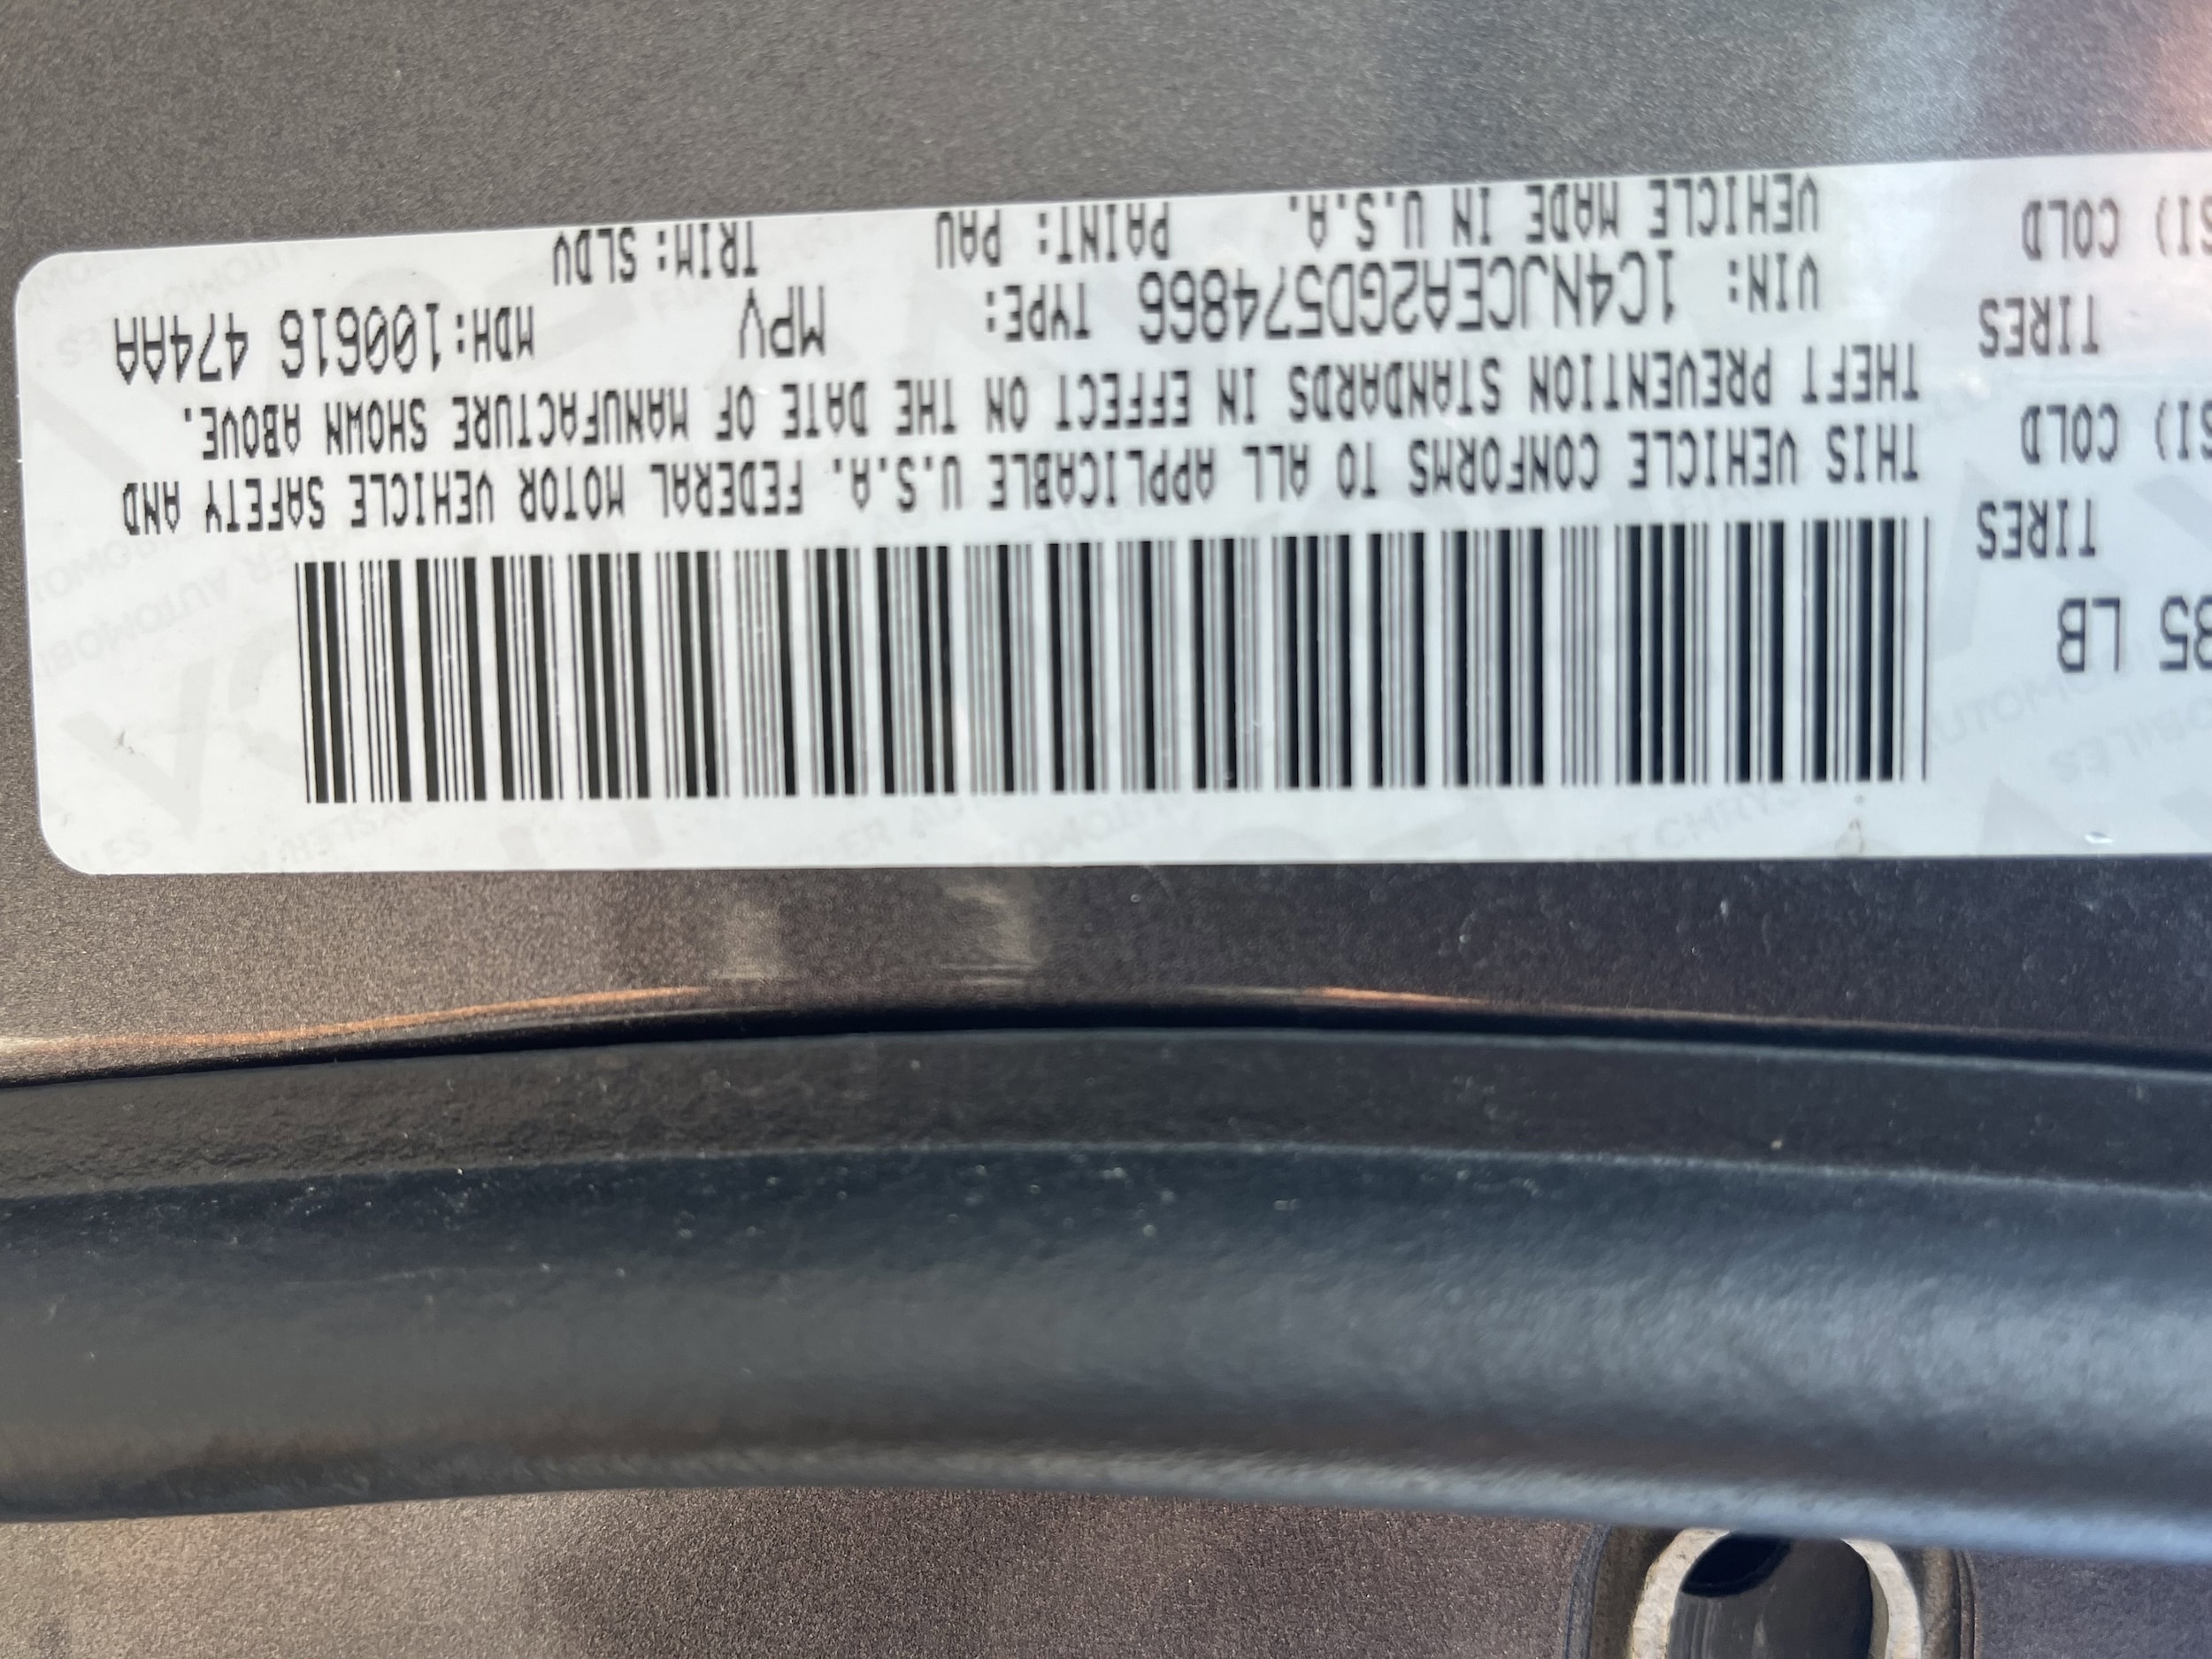 LB
TIRES
COLD
TIRES
COLD
THIS VEHICLE CONFORMS TO ALL APPLICABLE U.S.A. FEDERAL MOTOR VEHICLE SAFETY AND
THEFT PREVENTION STANDARDS IN EFFECT ON THE DATE OF MANUFACTURE SHOWN ABOVE.
VIN: 1C4NJCEA2GD574866 TYPE: MPV MDH:100616 474AA
VEHICLE MADE IN U.S.A. PAINT: PAU TRIM:SLDV